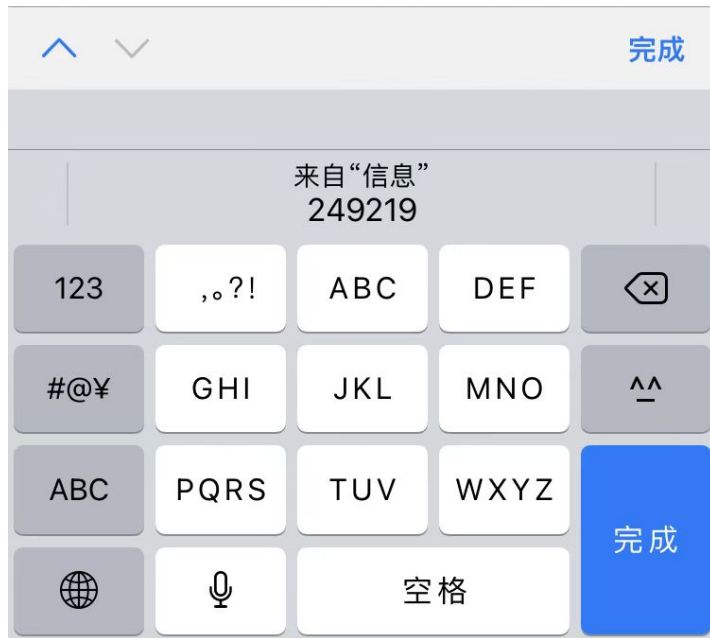 完成
来自“信息”
249219
123
,。?!
ABC
DEF
#@¥
GHI
JKL
MNO
^^
ABC
PQRS
TUV
WXYZ
完成
空格